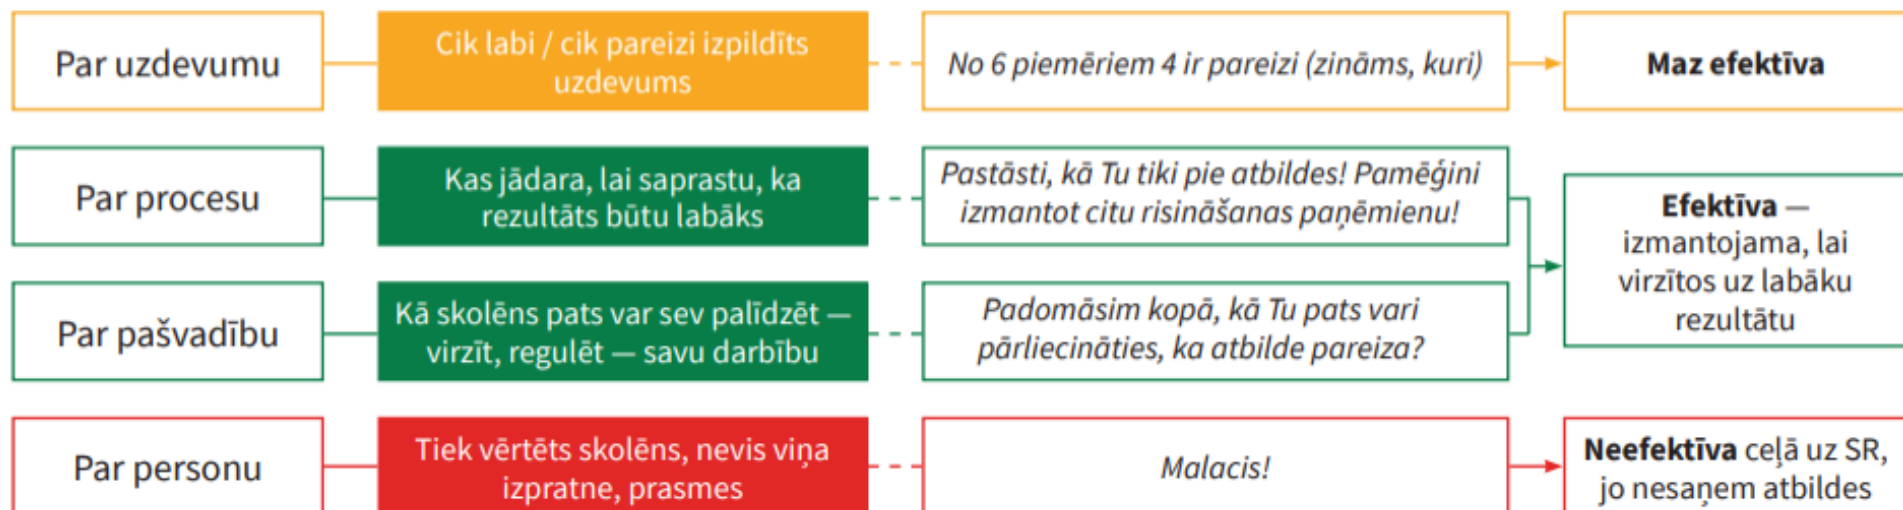 Par uzdevumu
Cik labi / cik pareizi izpildīts
uzdevums
No 6 piemēriem 4 ir pareizi (zināms, kuri)
Maz efektīva
Par procesu
Kas jādara, lai saprastu, ka
rezultāts būtu labāks
Pastāsti, kā Tu tiki pie atbildes! Pamēģini
izmantot citu risināšanas paņēmienu!
Par pašvadību
Kā skolēns pats var sev palīdzēt —
virzīt, regulēt — savu darbību
Padomāsim kopā, kā Tu pats vari
pārliecināties, ka atbilde pareiza?
Efektīva —
izmantojama, lai
virzītos uz labāku
rezultātu
Par personu
Tiek vērtēts skolēns, nevis viņa
izpratne, prasmes
Malacis!
Neefektīva ceļā uz SR,
jo nesaņem atbildes